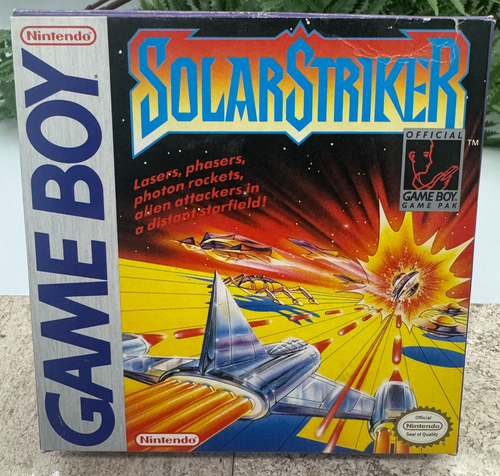 Nintendo
GAME BOY
SOLARSTRIKER
TM
OFFICIAL
GAME BOY
GAME PAK
Lasers, phasers,
photon rockets,
alien attackers in
a distant starfield!
Nintendo
Official
Nintendo
Seal of Quality